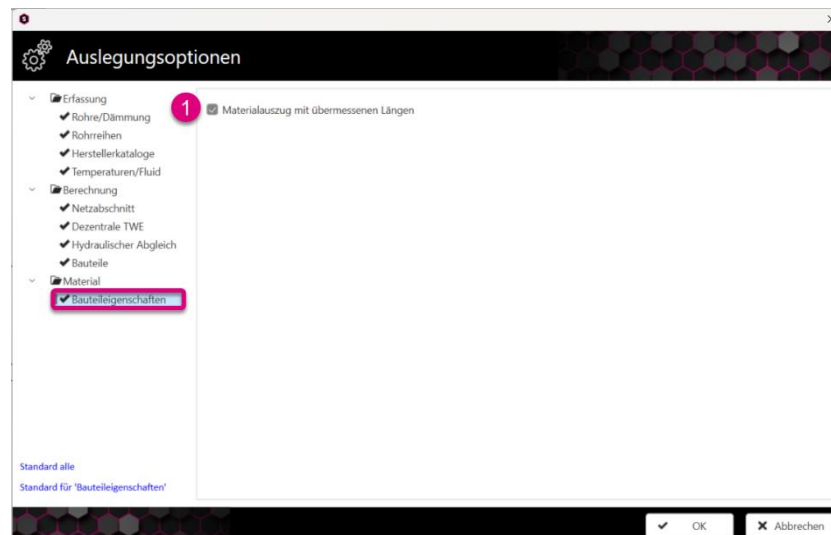 Auslegungsoptionen
Erfassung
Rohre/Dämmung
Rohrreihen
Herstellerkataloge
Temperaturen/Fluid
Berechnung
Netzabschnitt
Dezentrale TWE
Hydraulischer Abgleich
Bauteile
Material
Bauteileigenschaften
1
Materialauszug mit übermessenen Längen
Standard alle
Standard für 'Bauteileigenschaften'
OK
Abbrechen